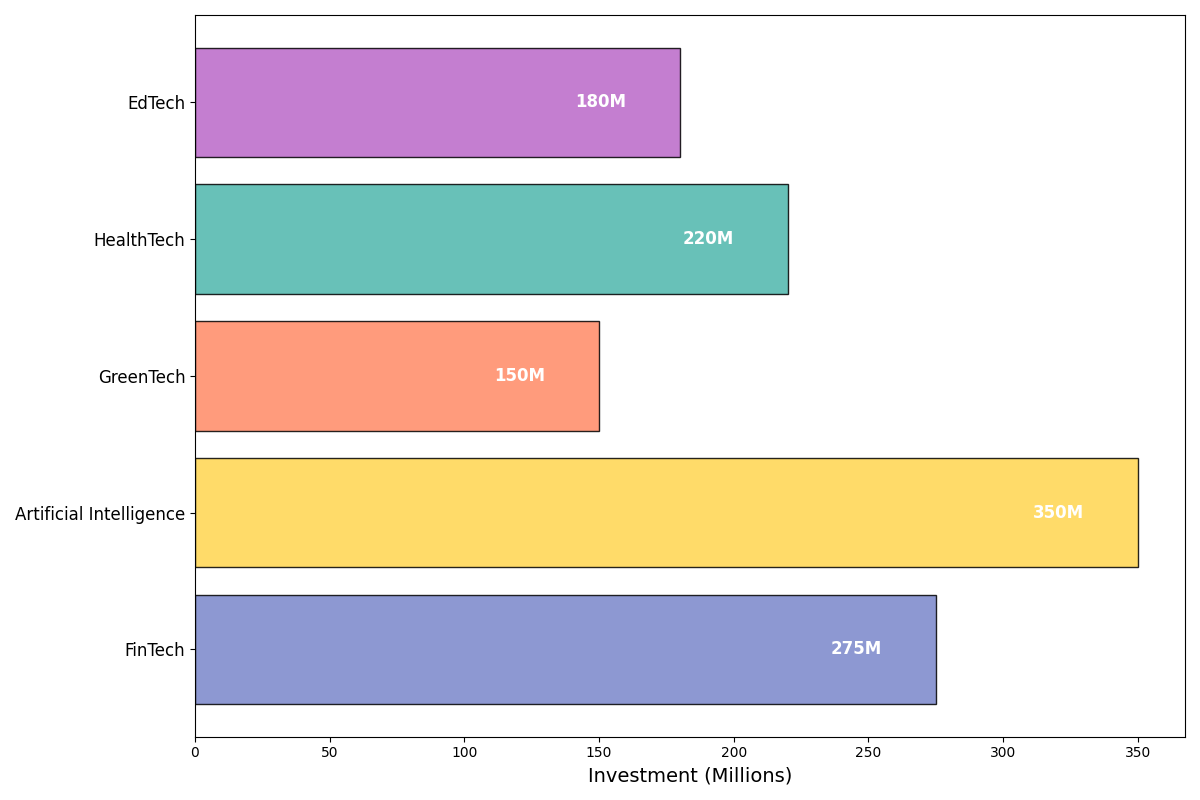 EdTech
180M
HealthTech
220M
GreenTech
150M
Artificial Intelligence
350M
FinTech
275M
0 50 100 150 200 250 300 350
Investment (Millions)